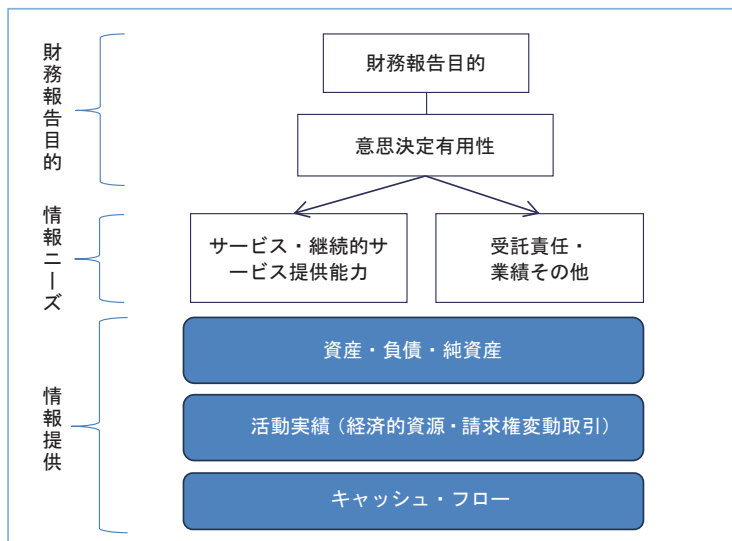 財務報告目的
財務報告目的
意思決定有用性
情報ニーズ
サービス・継続的サ
ービス提供能力
受託責任・
業績その他
情報提供
資産・負債・純資産
活動実績（経済的資源・請求権変動取引）
キャッシュ・フロー